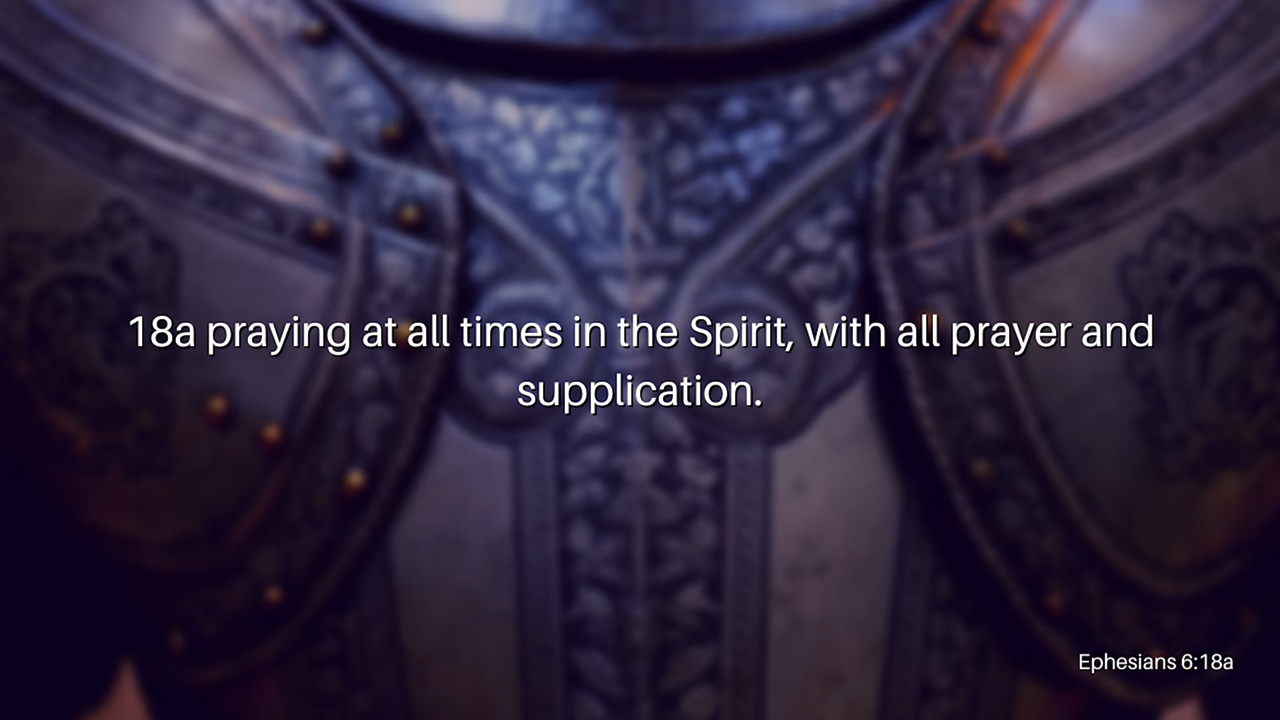 18a praying at all times in the Spirit, with all prayer and
supplication.
Ephesians 6:18a